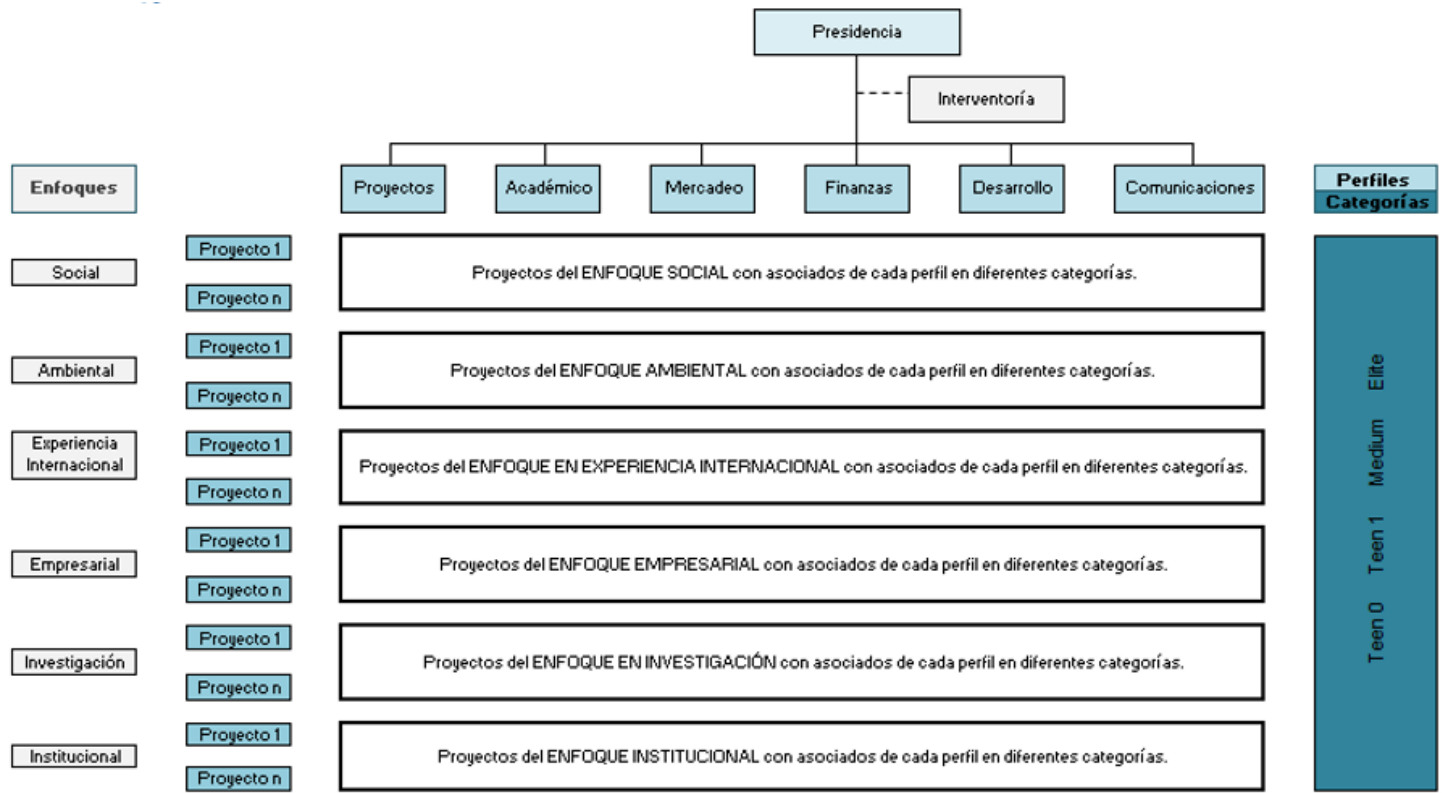 Presidencia
Interventoría
Enfoques
Proyectos
Académico
Mercadeo
Finanzas
Desarrollo
Comunicaciones
Perfiles
Categorías
Social
Proyecto 1
Proyecto n
Proyectos del ENFOQUE SOCIAL con asociados de cada perfil en diferentes categorías.
Ambiental
Proyecto 1
Proyecto n
Proyectos del ENFOQUE AMBIENTAL con asociados de cada perfil en diferentes categorías.
Experiencia
Internacional
Proyecto 1
Proyecto n
Proyectos del ENFOQUE EN EXPERIENCIA INTERNACIONAL con asociados de cada perfil en diferentes categorías.
Empresarial
Proyecto 1
Proyecto n
Proyectos del ENFOQUE EMPRESARIAL con asociados de cada perfil en diferentes categorías.
Investigación
Proyecto 1
Proyecto n
Proyectos del ENFOQUE EN INVESTIGACIÓN con asociados de cada perfil en diferentes categorías.
Institucional
Proyecto 1
Proyecto n
Proyectos del ENFOQUE INSTITUCIONAL con asociados de cada perfil en diferentes categorías.
Teen 0 Teen 1 Medium Elite